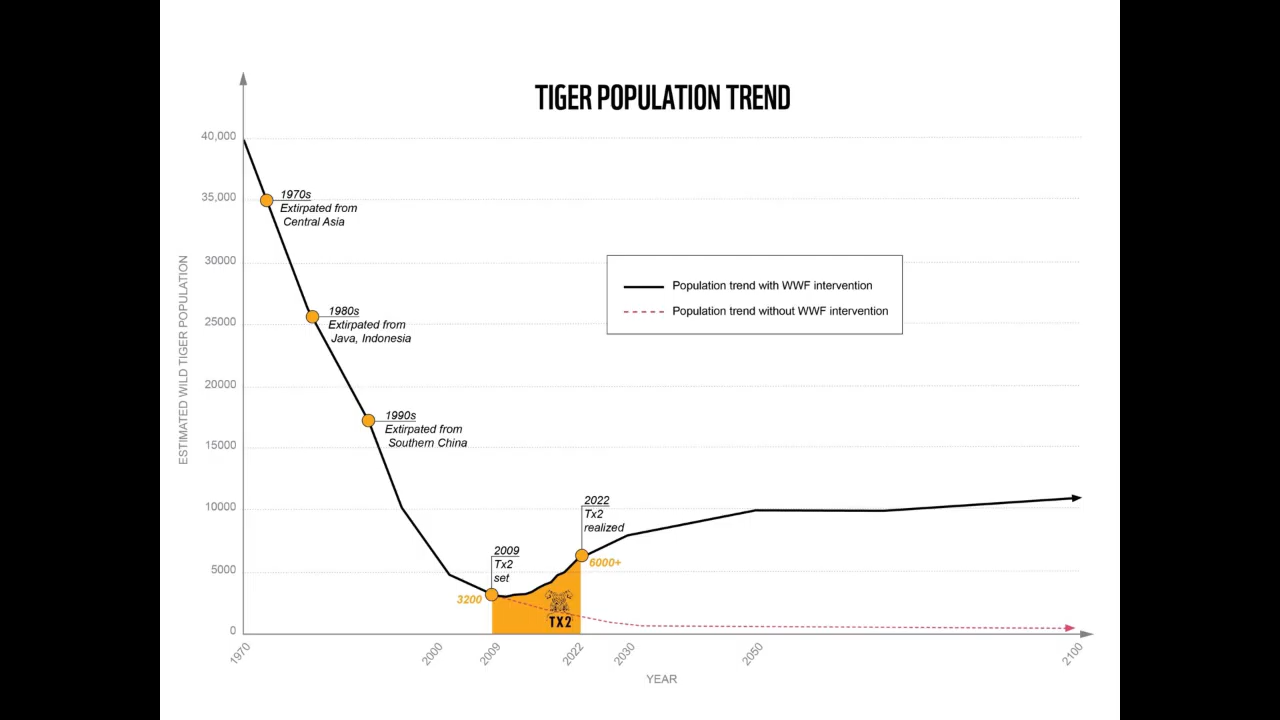 TIGER POPULATION TREND
40,000
35,000
30000
25000
20000
15000
10000
5000
0
ESTIMATED WILD TIGER POPULATION
1970s
Extirpated from
Central Asia
1980s
Extirpated from
Java, Indonesia
1990s
Extirpated from
Southern China
Population trend with WWF intervention
Population trend without WWF intervention
2009
Tx2
set
3200
2022
Tx2
realized
6000+
TX2
1970
2000
2009
2022
2030
2050
2100
YEAR